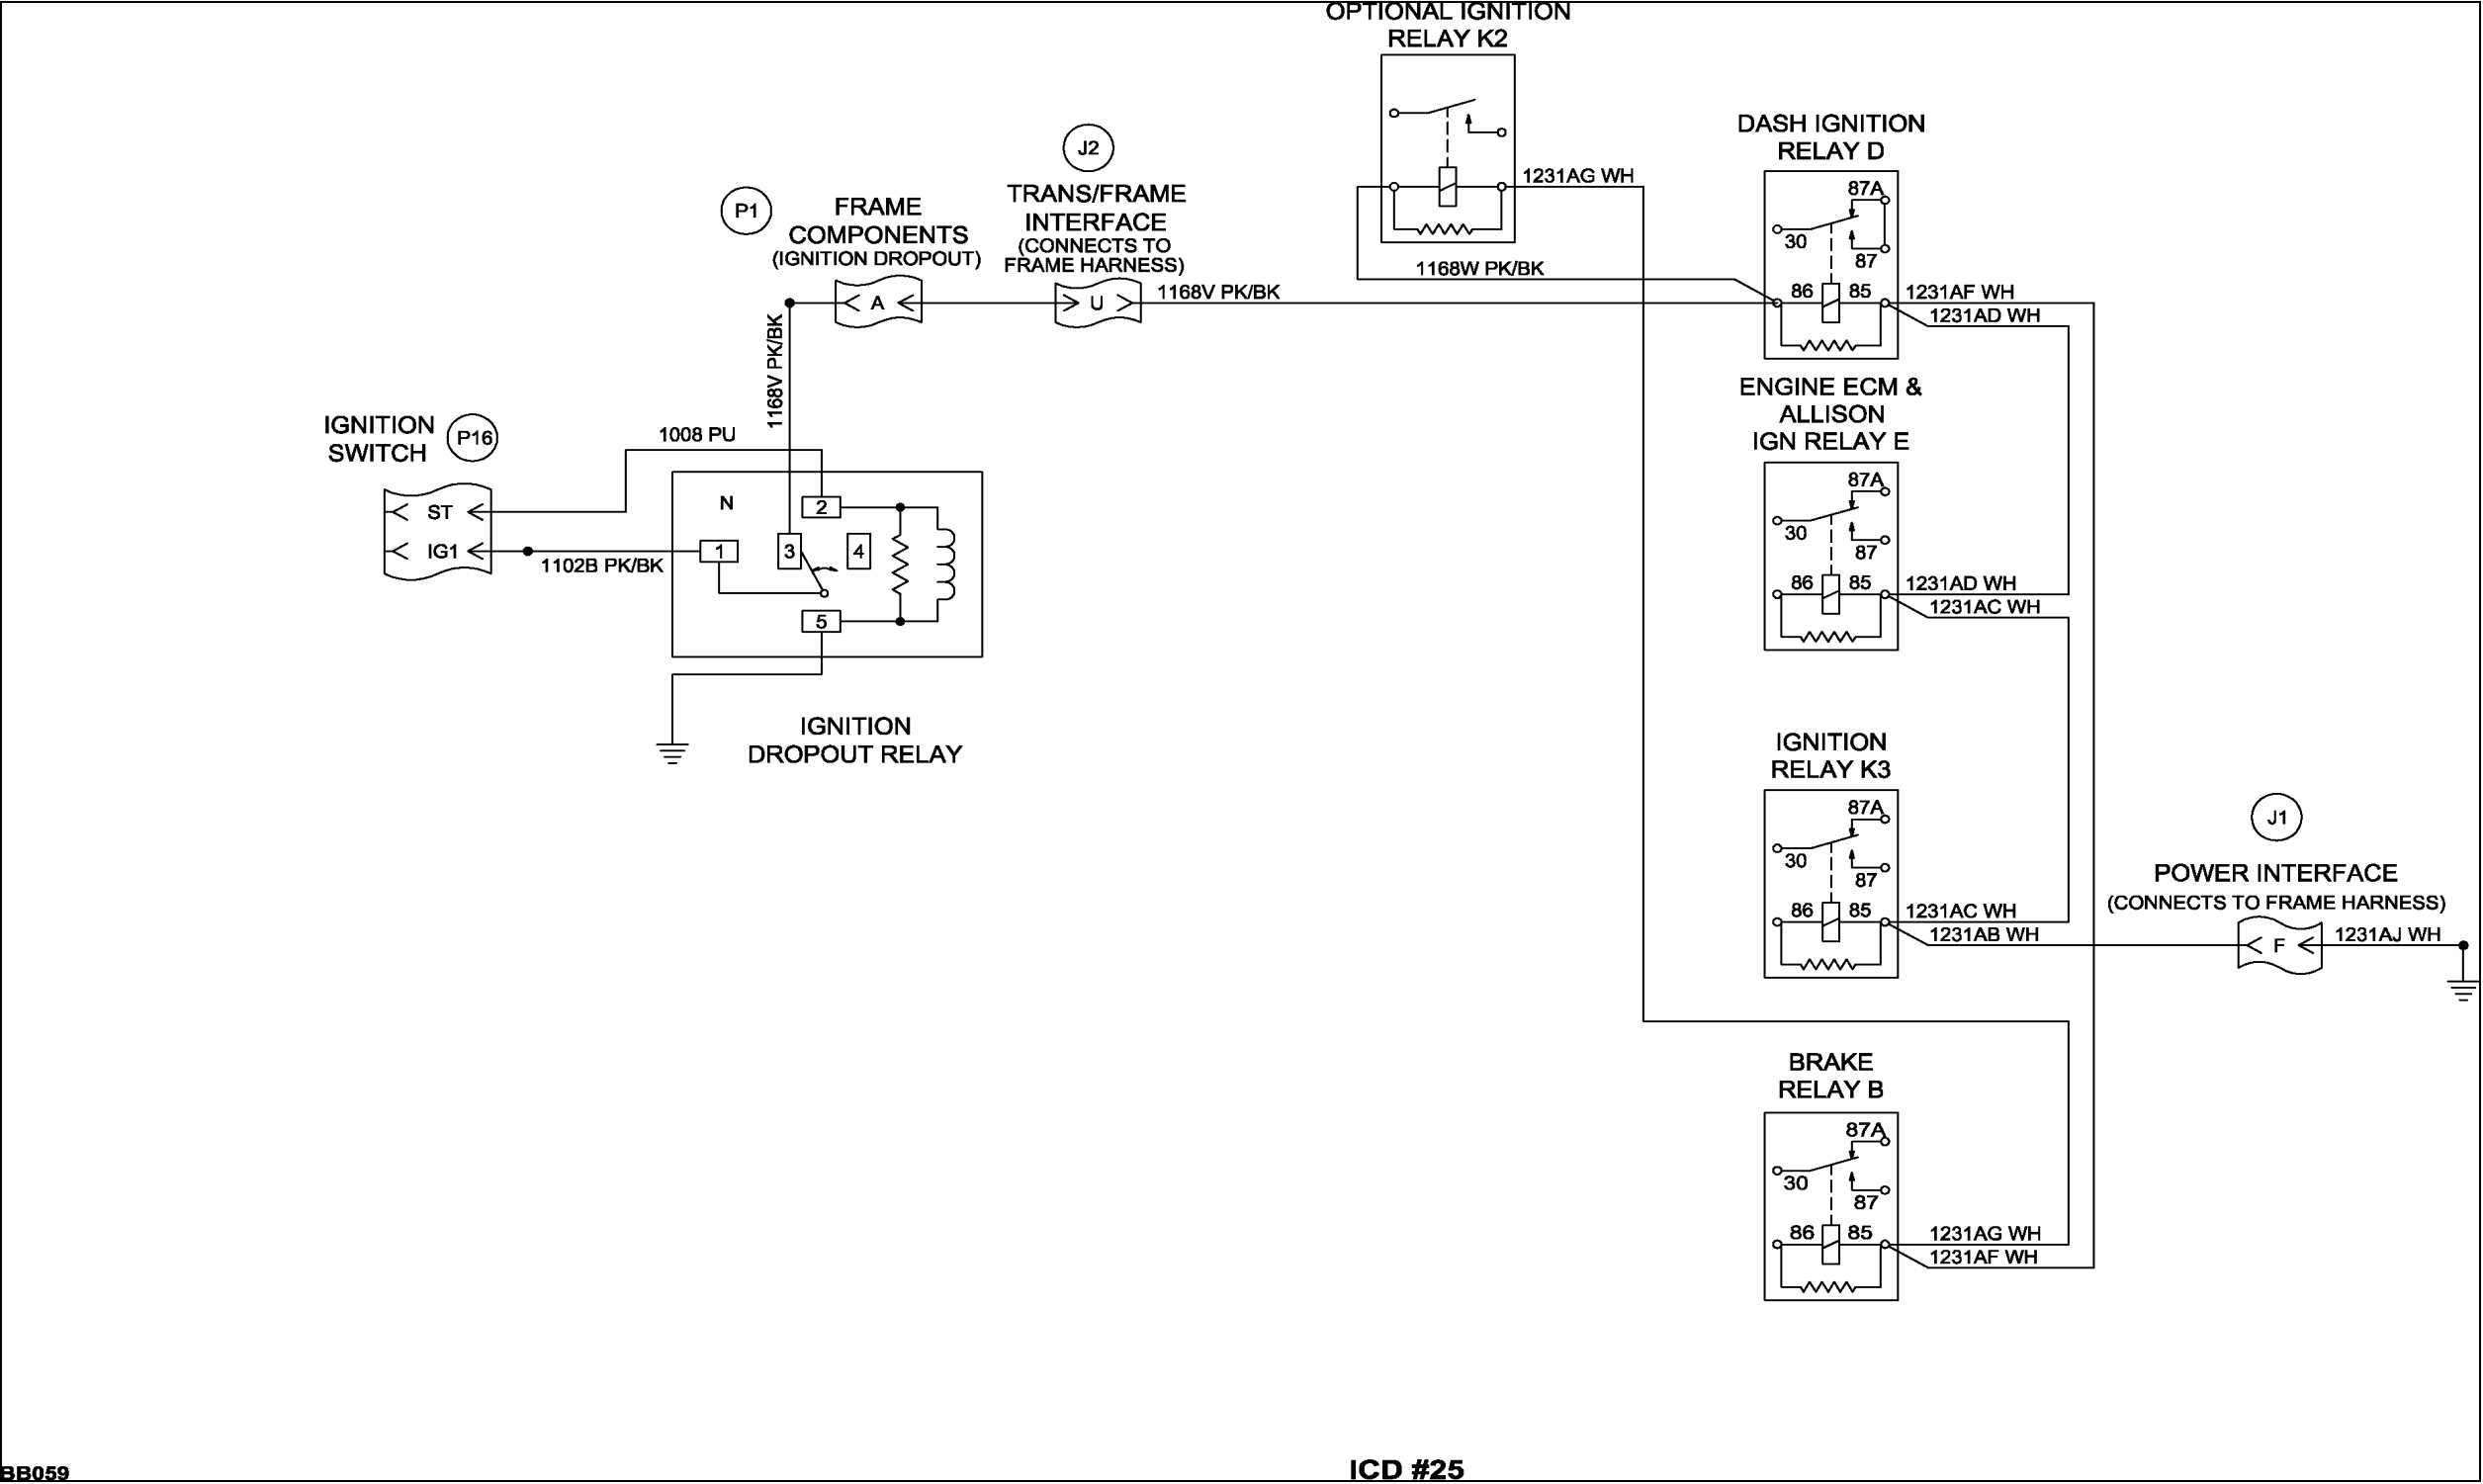 OPTIONAL IGNITION
RELAY K2
1231AG WH
1168W PK/BK
DASH IGNITION
RELAY D
87A
30
87
86
85
1231AF WH
1231AD WH
J2
TRANS/FRAME
INTERFACE
(CONNECTS TO
FRAME HARNESS)
U
1168V PK/BK
P1
FRAME
COMPONENTS
(IGNITION DROPOUT)
A
1168V PK/BK
IGNITION
SWITCH
P16
ST
IG1
1008 PU
1102B PK/BK
N
2
1
3
4
5
IGNITION
DROPOUT RELAY
ENGINE ECM &
ALLISON
IGN RELAY E
87A
30
87
86
85
1231AD WH
1231AC WH
IGNITION
RELAY K3
87A
30
87
86
85
1231AC WH
1231AB WH
J1
POWER INTERFACE
(CONNECTS TO FRAME HARNESS)
F
1231AJ WH
BRAKE
RELAY B
87A
30
87
86
85
1231AG WH
1231AF WH
BB059
ICD #25